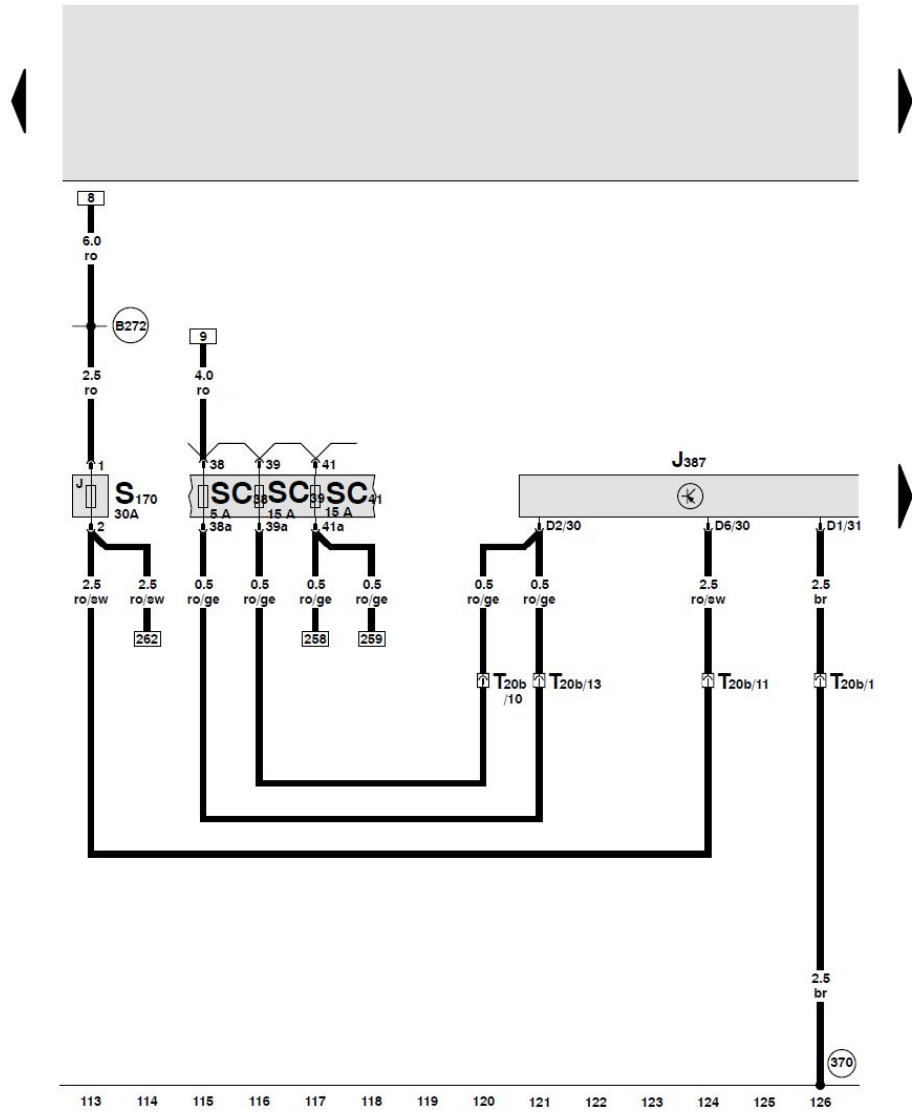 8
6.0
ro
B272
9
2.5
ro
4.0
ro
1
38
39
41
J387
J
S170
30A
SC38
5 A
SC39
15 A
SC41
15 A
2
38a
39a
41a
D2/30
D6/30
D1/31
2.5
ro/sw
2.5
ro/sw
0.5
ro/ge
0.5
ro/ge
0.5
ro/ge
0.5
ro/ge
0.5
ro/ge
0.5
ro/ge
2.5
ro/sw
2.5
br
262
258
259
T20b
/10
T20b/13
T20b/11
T20b/1
2.5
br
370
113 114 115 116 117 118 119 120 121 122 123 124 125 126